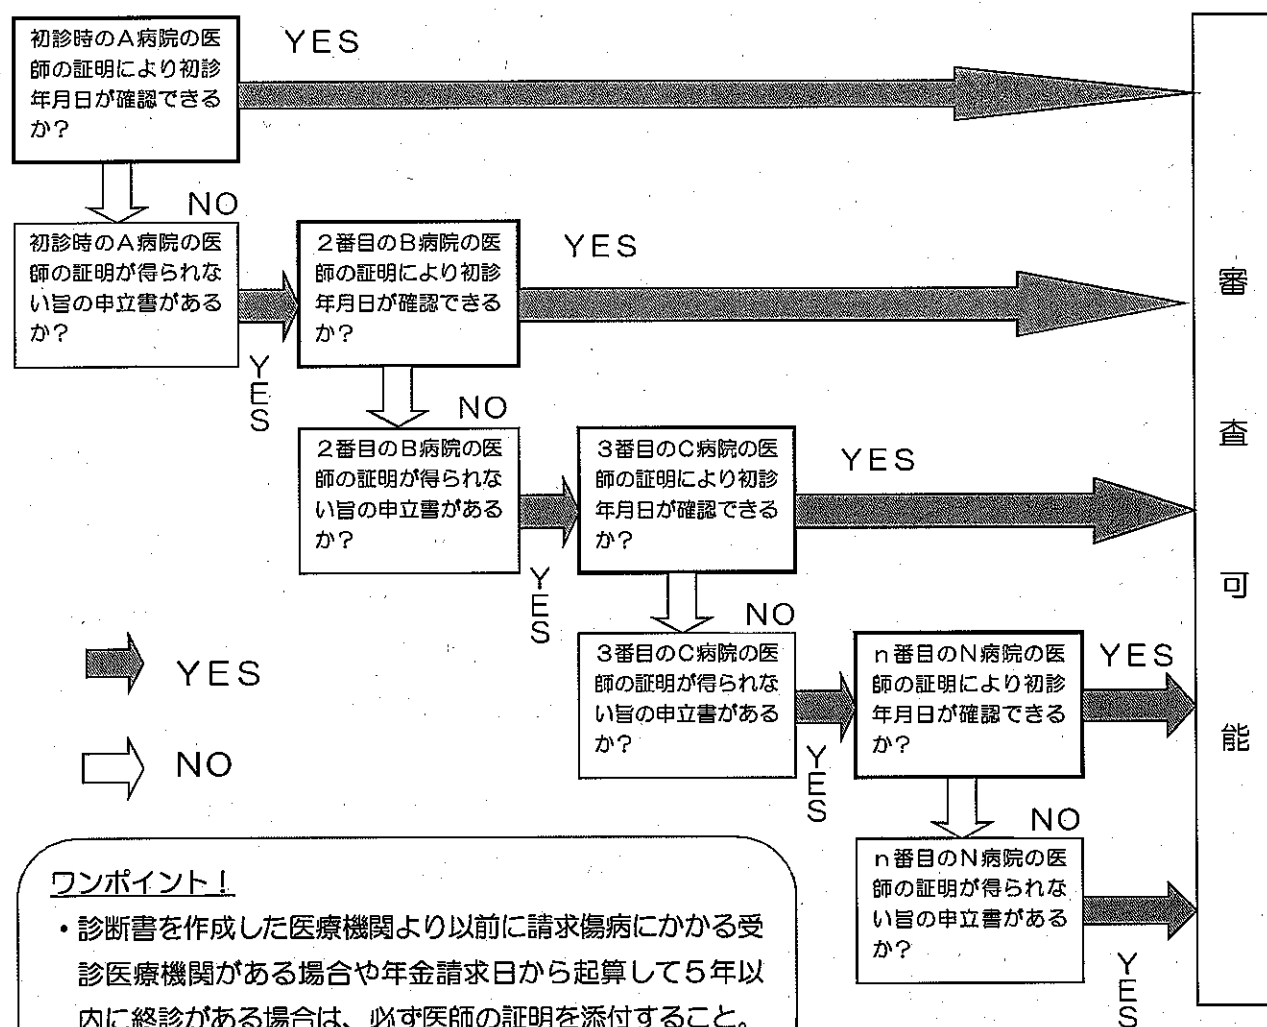 初診時のA病院の医
師の証明により初診
年月日が確認できる
か?
YES
NO
初診時のA病院の医
師の証明が得られな
い旨の申立書がある
か?
YES
2番目のB病院の医
師の証明により初診
年月日が確認できる
か?
YES
NO
2番目のB病院の医
師の証明が得られな
い旨の申立書がある
か?
YES
3番目のC病院の医
師の証明により初診
年月日が確認できる
か?
YES
NO
3番目のC病院の医
師の証明が得られな
い旨の申立書がある
か?
YES
n番目のN病院の医
師の証明により初診
年月日が確認できる
か?
YES
NO
n番目のN病院の医
師の証明が得られな
い旨の申立書がある
か?
YES
審査可能
YES
NO
ワンポイント!
・診断書を作成した医療機関より以前に請求傷病にかかる受
診医療機関がある場合や年金請求日から起算して5年以
内に終診がある場合は、必ず医師の証明を添付すること。